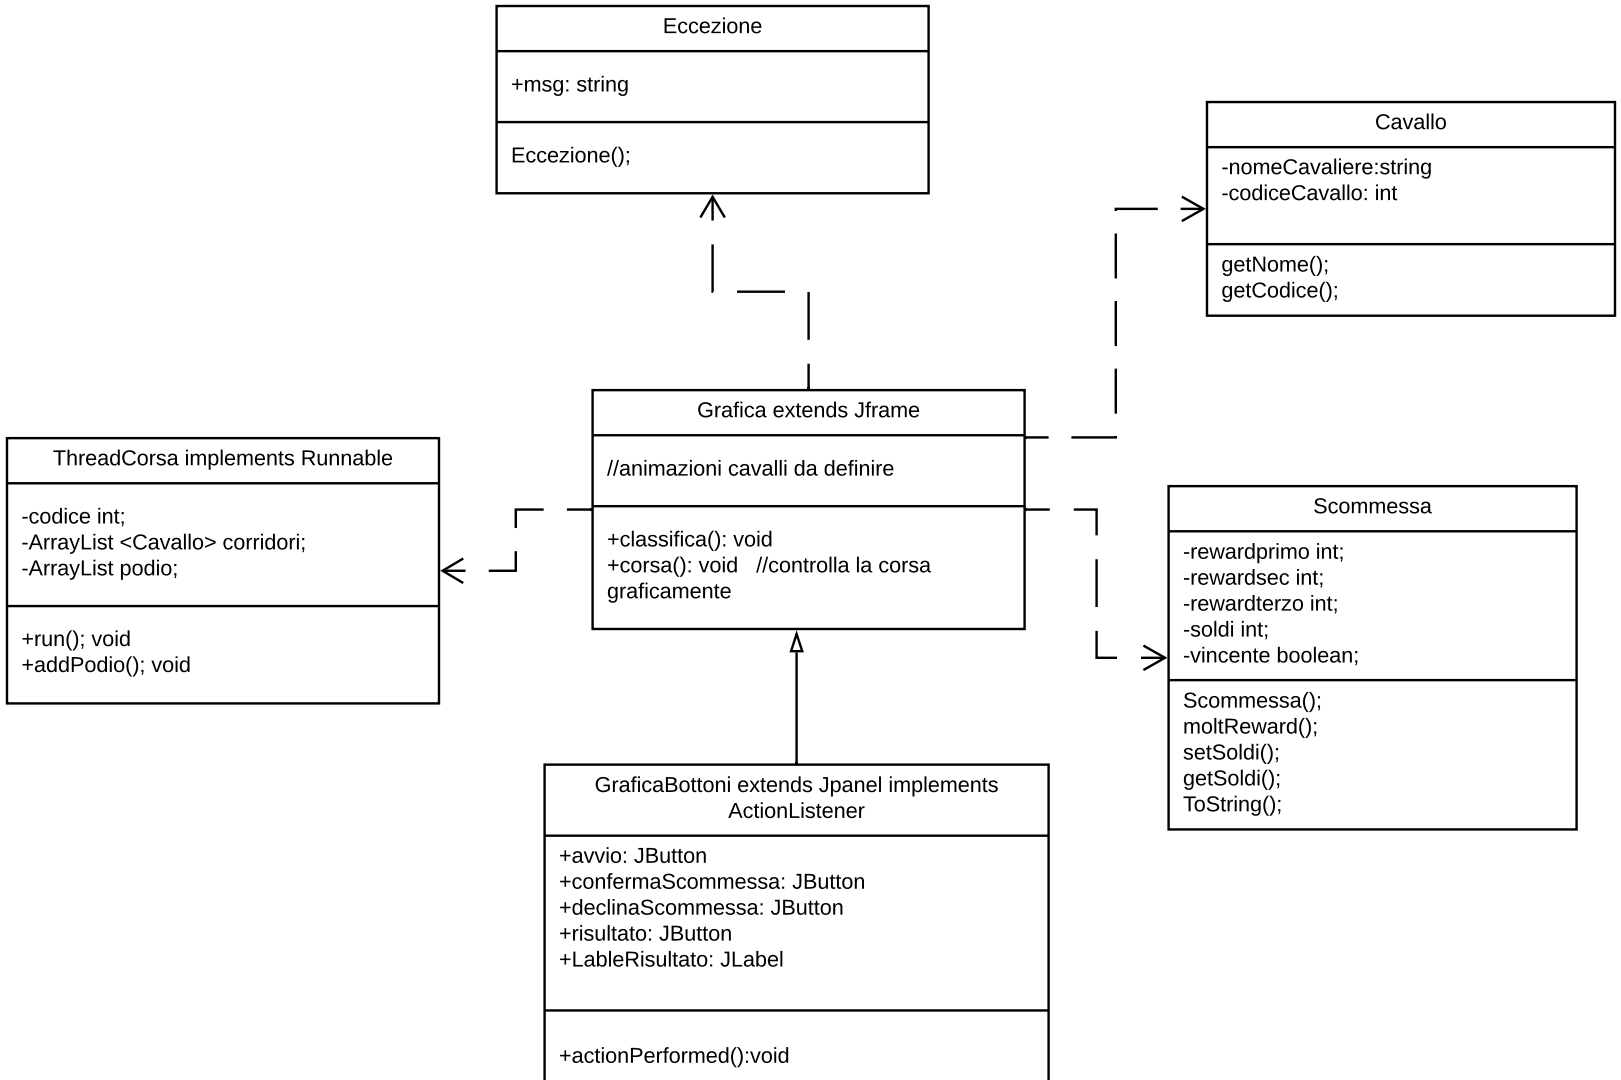 Eccezione
+msg: string
Eccezione();
Cavallo
-nomeCavaliere:string
-codiceCavallo: int
getNome();
getCodice();
Grafica extends Jframe
//animazioni cavalli da definire
+classifica(): void
+corsa(): void   //controlla la corsa
graficamente
ThreadCorsa implements Runnable
-codice int;
-ArrayList <Cavallo> corridori;
-ArrayList podio;
+run(); void
+addPodio(); void
Scommessa
-rewardprimo int;
-rewardsec int;
-rewardterzo int;
-soldi int;
-vincente boolean;
Scommessa();
moltReward();
setSoldi();
getSoldi();
ToString();
GraficaBottoni extends Jpanel implements
ActionListener
+avvio: JButton
+confermaScommessa: JButton
+declinaScommessa: JButton
+risultato: JButton
+LableRisultato: JLabel
+actionPerformed():void